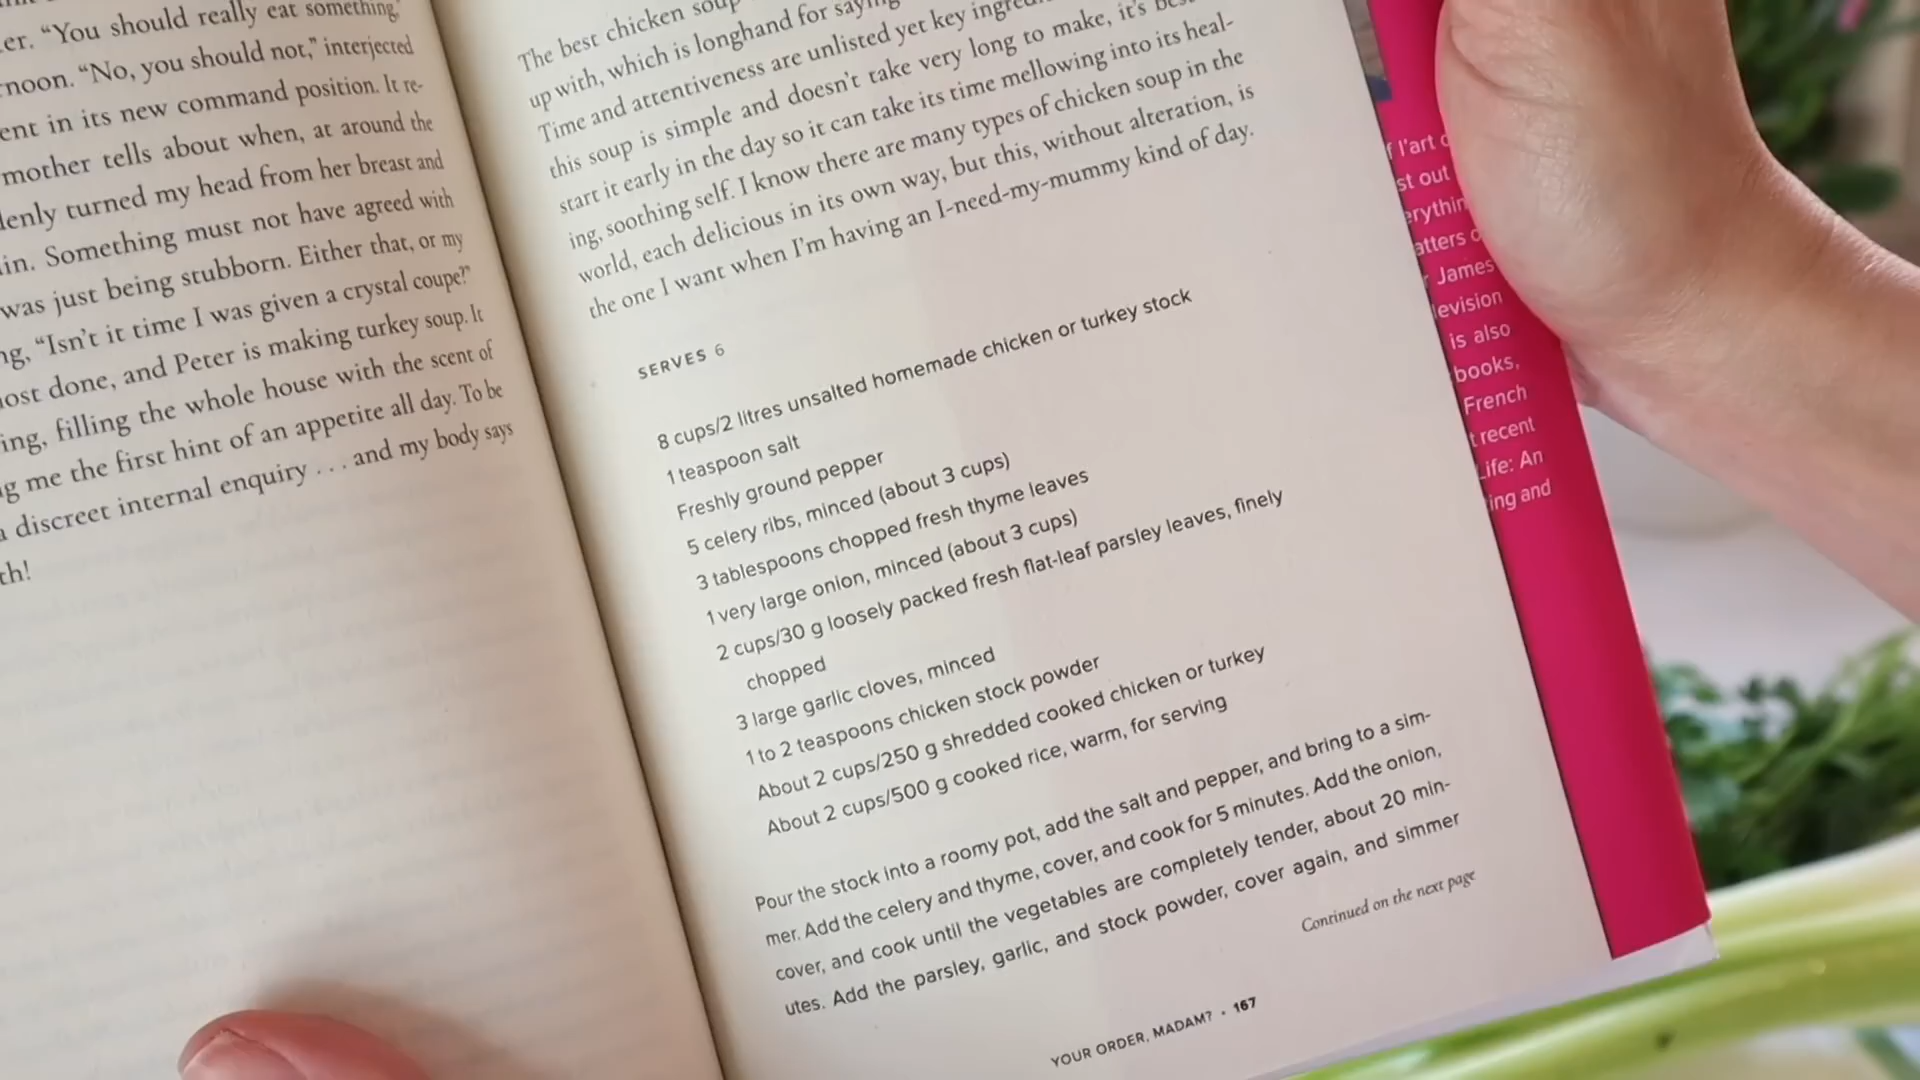 er. “You should really eat something,”
noon. “No, you should not,” interjected
ent in its new command position. It re-
mother tells about when, at around the
lenly turned my head from her breast and
in. Something must not have agreed with
was just being stubborn. Either that, or my
ng, “Isn’t it time I was given a crystal coupe?”
ost done, and Peter is making turkey soup. It
ing, filling the whole house with the scent of
g me the first hint of an appetite all day. To be
a discreet internal enquiry . . . and my body says
th!
The best chicken soup
up with, which is longhand for saying
Time and attentiveness are unlisted yet key
this soup is simple and doesn’t take very long to make, it’s best
start it early in the day so it can take its time mellowing into its heal-
ing, soothing self. I know there are many types of chicken soup in the
world, each delicious in its own way, but this, without alteration, is
the one I want when I’m having an I-need-my-mummy kind of day.
SERVES 6
8 cups/2 litres unsalted homemade chicken or turkey stock
1 teaspoon salt
Freshly ground pepper
5 celery ribs, minced (about 3 cups)
3 tablespoons chopped fresh thyme leaves
1 very large onion, minced (about 3 cups)
2 cups/30 g loosely packed fresh flat-leaf parsley leaves, finely
chopped
3 large garlic cloves, minced
1 to 2 teaspoons chicken stock powder
About 2 cups/250 g shredded cooked chicken or turkey
About 2 cups/500 g cooked rice, warm, for serving
Pour the stock into a roomy pot, add the salt and pepper, and bring to a sim-
mer. Add the celery and thyme, cover, and cook for 5 minutes. Add the onion,
cover, and cook until the vegetables are completely tender, about 20 min-
utes. Add the parsley, garlic, and stock powder, cover again, and simmer
Continued on the next page
YOUR ORDER, MADAM? • 167
f l’art
st out
erythin
atters
James
levision
is also
books,
French
t recent
Life: An
ing and